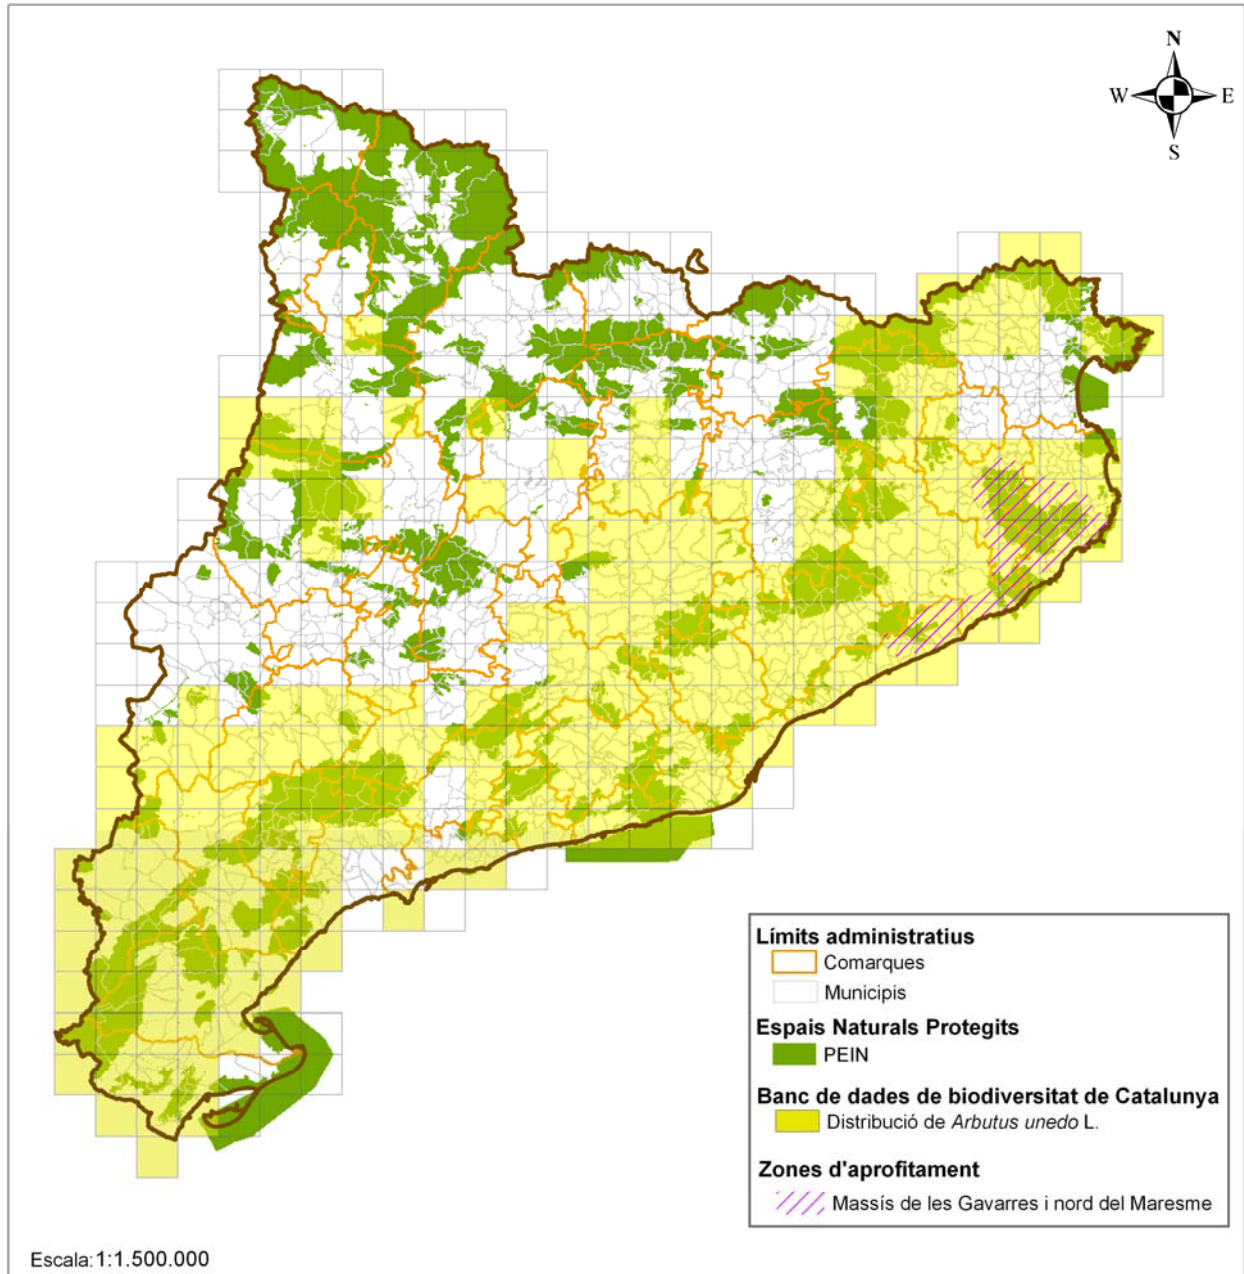 N
W E
S
Límits administratius
Comarques
Municipis
Espais Naturals Protegits
PEIN
Banc de dades de biodiversitat de Catalunya
Distribució de Arbutus unedo L.
Zones d'aprofitament
Massís de les Gavarres i nord del Maresme
Escala:1:1.500.000